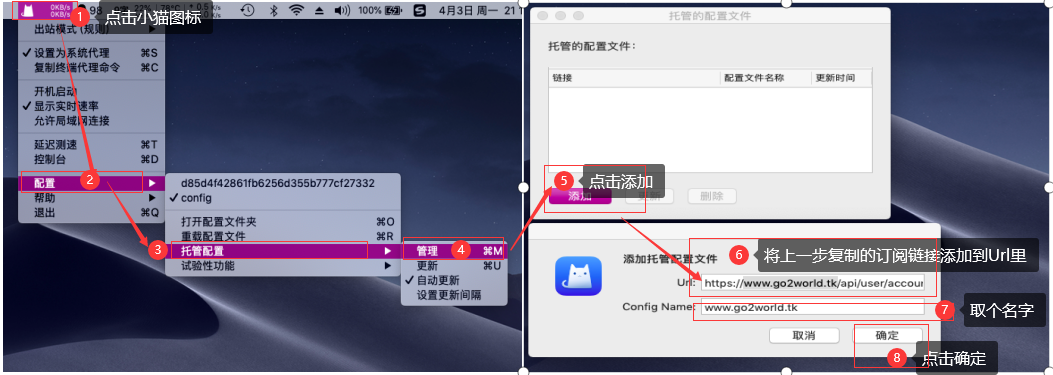 0KB/s
0KB/s
1
点击小猫图标
100%
4月3日 周一
出站模式 (规则)
设置为系统代理 ⌘S
复制终端代理命令 ⌘C
开机启动
显示实时速率
允许局域网连接
延迟测速 ⌘T
控制台 ⌘D
配置
2
帮助
退出 ⌘Q
d85d4f42861fb6256d355b777cf27332
config
打开配置文件夹 ⌘O
重载配置文件 ⌘R
3
托管配置
试验性功能
管理 4 ⌘M
更新 ⌘U
自动更新
设置更新间隔
托管的配置文件
托管的配置文件：
链接 配置文件名称 更新时间
5
点击添加
添加 更新 删除
添加托管配置文件
6
将上一步复制的订阅链接添加到Url里
Url: https://www.go2world.tk/api/user/accour
Config Name: www.go2world.tk
7
取个名字
取消 确定
8
点击确定